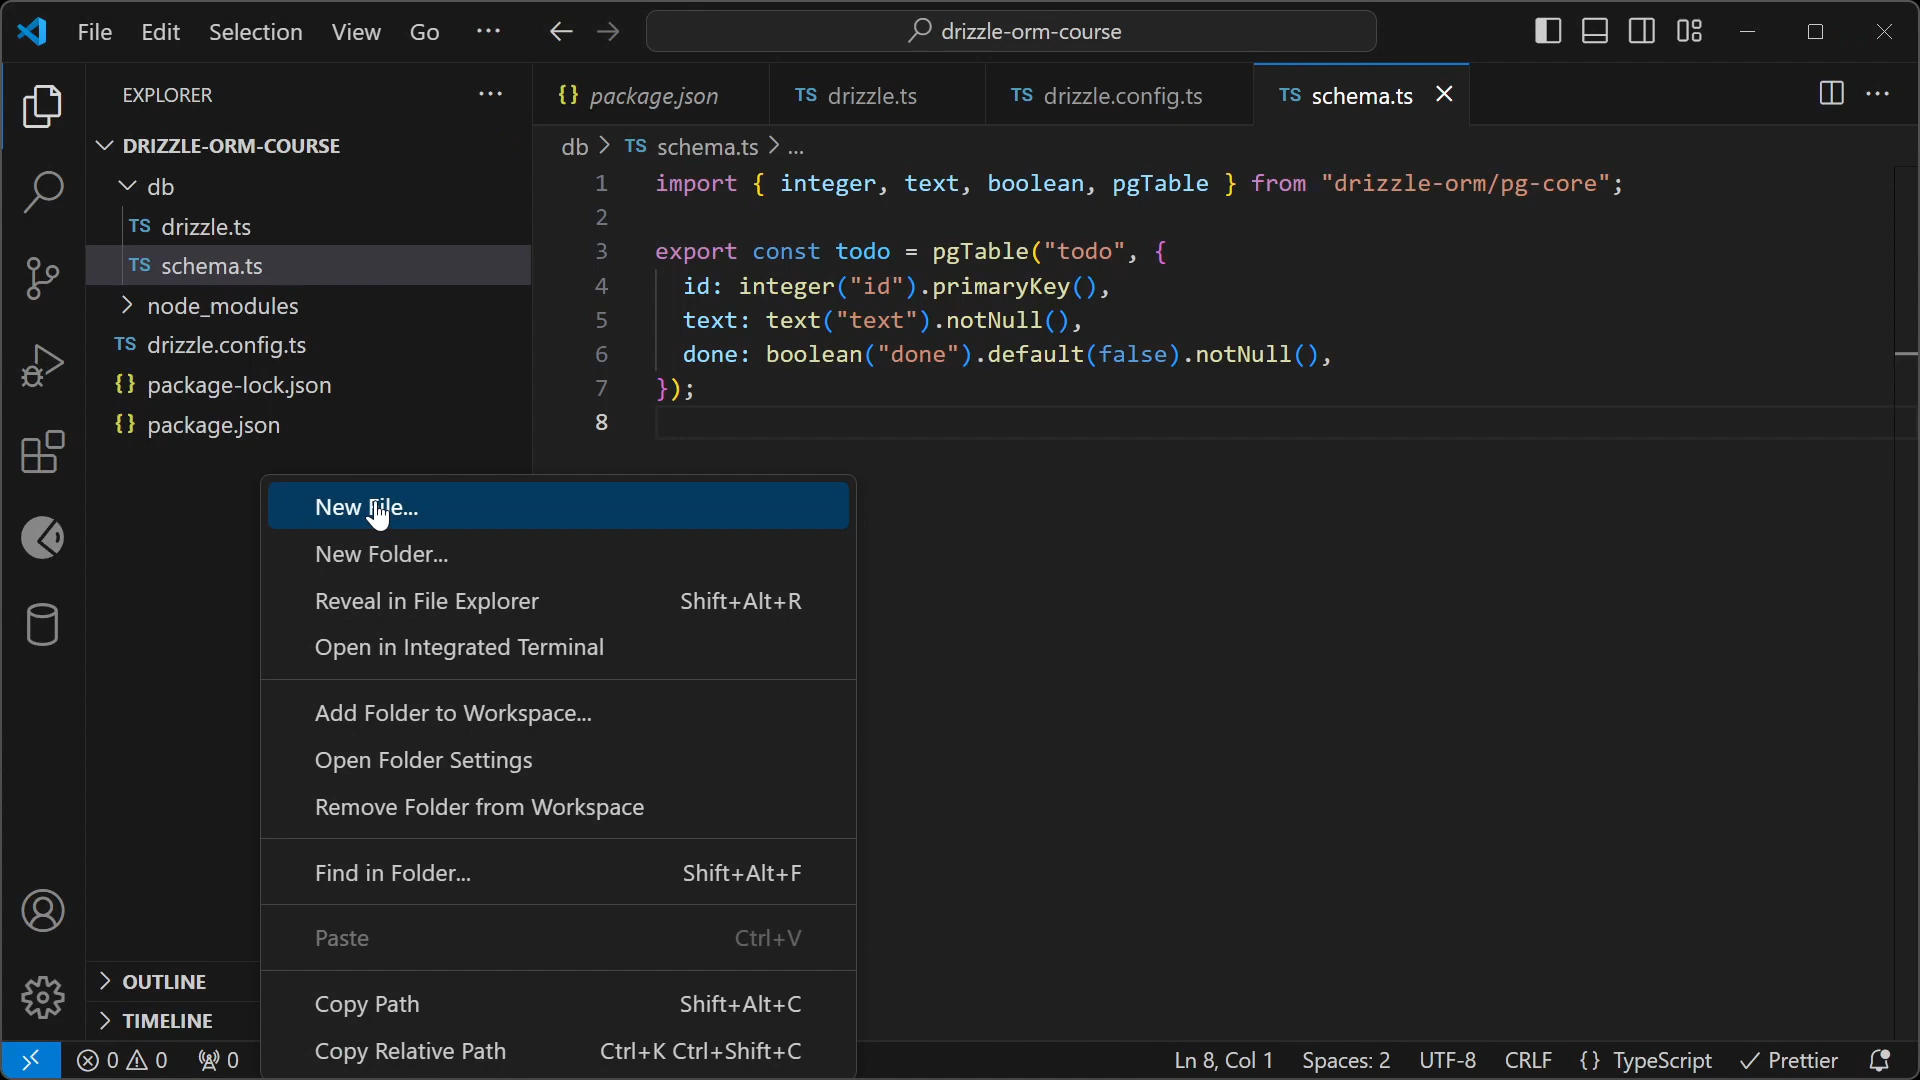 File Edit Selection View Go ... drizzle-orm-course
EXPLORER ...
DRIZZLE-ORM-COURSE
db
TS drizzle.ts
TS schema.ts
node_modules
TS drizzle.config.ts
{} package-lock.json
{} package.json
OUTLINE
TIMELINE
{} package.json TS drizzle.ts TS drizzle.config.ts TS schema.ts
db > TS schema.ts > ...
1 import { integer, text, boolean, pgTable } from "drizzle-orm/pg-core";
2
3 export const todo = pgTable("todo", {
4 id: integer("id").primaryKey(),
5 text: text("text").notNull(),
6 done: boolean("done").default(false).notNull(),
7 });
8
New File...
New Folder...
Reveal in File Explorer Shift+Alt+R
Open in Integrated Terminal
Add Folder to Workspace...
Open Folder Settings
Remove Folder from Workspace
Find in Folder... Shift+Alt+F
Paste Ctrl+V
Copy Path Shift+Alt+C
Copy Relative Path Ctrl+K Ctrl+Shift+C
0 0 0 Ln 8, Col 1 Spaces: 2 UTF-8 CRLF {} TypeScript Prettier